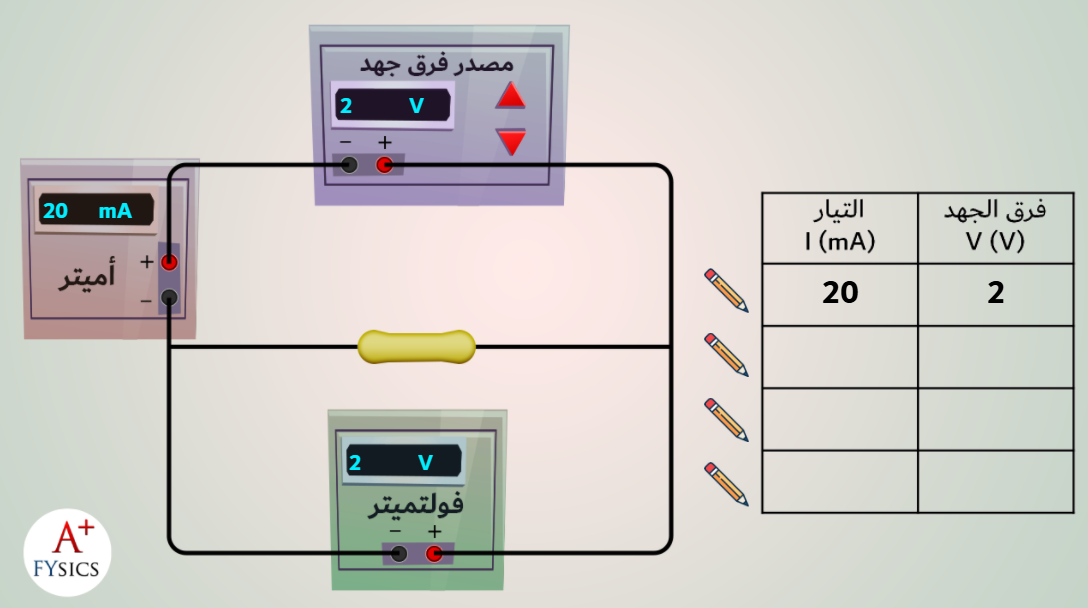 مصدر فرق جهد
2 V
− +
20 mA
أميتر
+
−
2 V
فولتميتر
− +
التيار
I (mA)
فرق الجهد
V (V)
20
2
A+
FYSICS